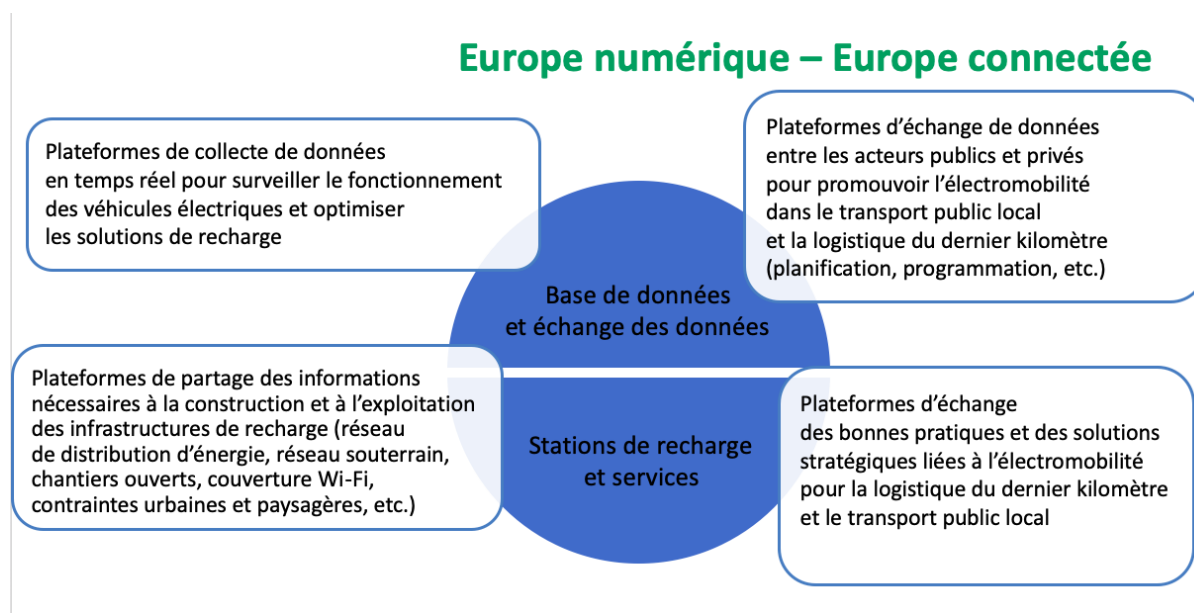 Europe numérique – Europe connectée
Plateformes de collecte de données
en temps réel pour surveiller le fonctionnement
des véhicules électriques et optimiser
les solutions de recharge
Plateformes d’échange de données
entre les acteurs publics et privés
pour promouvoir l’électromobilité
dans le transport public local
et la logistique du dernier kilomètre
(planification, programmation, etc.)
Base de données
et échange des données
Plateformes de partage des informations
nécessaires à la construction et à l’exploitation
des infrastructures de recharge (réseau
de distribution d’énergie, réseau souterrain,
chantiers ouverts, couverture Wi-Fi,
contraintes urbaines et paysagères, etc.)
Stations de recharge
et services
Plateformes d’échange
des bonnes pratiques et des solutions
stratégiques liées à l’électromobilité
pour la logistique du dernier kilomètre
et le transport public local